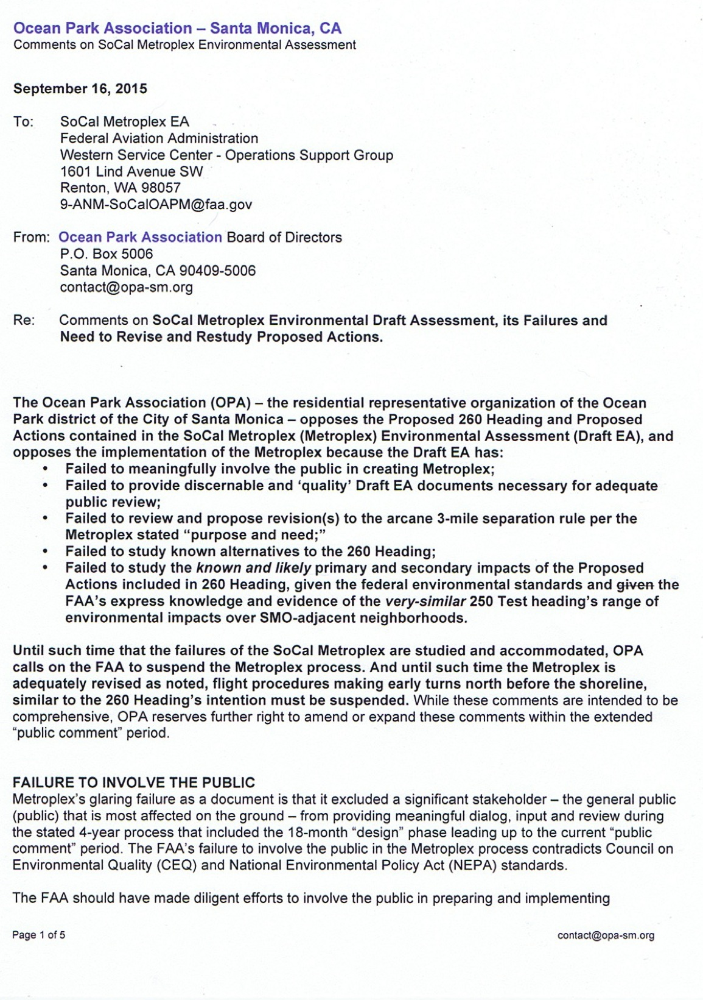 Ocean Park Association – Santa Monica, CA
Comments on SoCal Metroplex Environmental Assessment
September 16, 2015
To: SoCal Metroplex EA
Federal Aviation Administration
Western Service Center - Operations Support Group
1601 Lind Avenue SW
Renton, WA 98057
9-ANM-SoCalOAPM@faa.gov
From: Ocean Park Association Board of Directors
P.O. Box 5006
Santa Monica, CA 90409-5006
contact@opa-sm.org
Re: Comments on SoCal Metroplex Environmental Draft Assessment, its Failures and
Need to Revise and Restudy Proposed Actions.
The Ocean Park Association (OPA) – the residential representative organization of the Ocean
Park district of the City of Santa Monica – opposes the Proposed 260 Heading and Proposed
Actions contained in the SoCal Metroplex (Metroplex) Environmental Assessment (Draft EA), and
opposes the implementation of the Metroplex because the Draft EA has:
• Failed to meaningfully involve the public in creating Metroplex;
• Failed to provide discernable and ‘quality’ Draft EA documents necessary for adequate
public review;
• Failed to review and propose revision(s) to the arcane 3-mile separation rule per the
Metroplex stated “purpose and need;”
• Failed to study known alternatives to the 260 Heading;
• Failed to study the known and likely primary and secondary impacts of the Proposed
Actions included in 260 Heading, given the federal environmental standards and given the
FAA’s express knowledge and evidence of the very-similar 250 Test heading’s range of
environmental impacts over SMO-adjacent neighborhoods.
Until such time that the failures of the SoCal Metroplex are studied and accommodated, OPA
calls on the FAA to suspend the Metroplex process. And until such time the Metroplex is
adequately revised as noted, flight procedures making early turns north before the shoreline,
similar to the 260 Heading’s intention must be suspended. While these comments are intended to be
comprehensive, OPA reserves further right to amend or expand these comments within the extended
“public comment” period.
FAILURE TO INVOLVE THE PUBLIC
Metroplex’s glaring failure as a document is that it excluded a significant stakeholder – the general public
(public) that is most affected on the ground – from providing meaningful dialog, input and review during
the stated 4-year process that included the 18-month “design” phase leading up to the current “public
comment” period. The FAA’s failure to involve the public in the Metroplex process contradicts Council on
Environmental Quality (CEQ) and National Environmental Policy Act (NEPA) standards.
The FAA should have made diligent efforts to involve the public in preparing and implementing
Page 1 of 5 contact@opa-sm.org